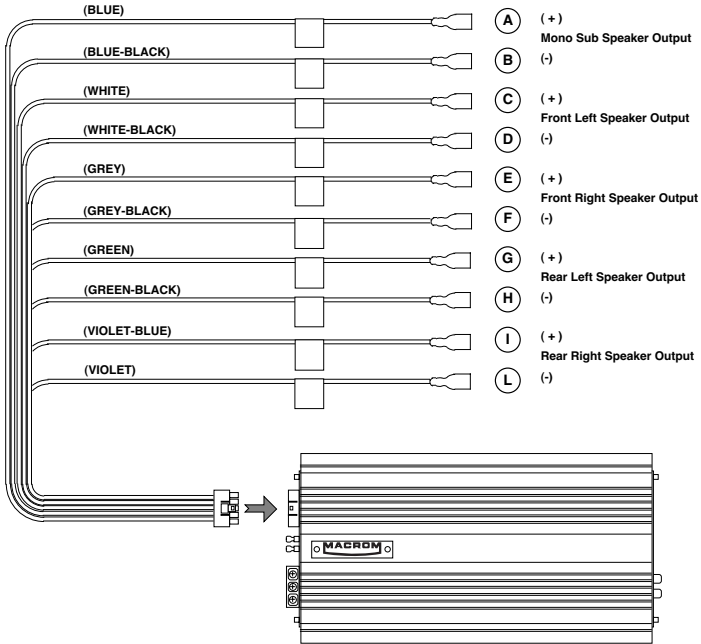 (BLUE) A ( + )
Mono Sub Speaker Output
(BLUE-BLACK) B (-)
(WHITE) C ( + )
Front Left Speaker Output
(WHITE-BLACK) D (-)
(GREY) E ( + )
Front Right Speaker Output
(GREY-BLACK) F (-)
(GREEN) G ( + )
Rear Left Speaker Output
(GREEN-BLACK) H (-)
(VIOLET-BLUE) I ( + )
Rear Right Speaker Output
(VIOLET) L (-)
MACROM